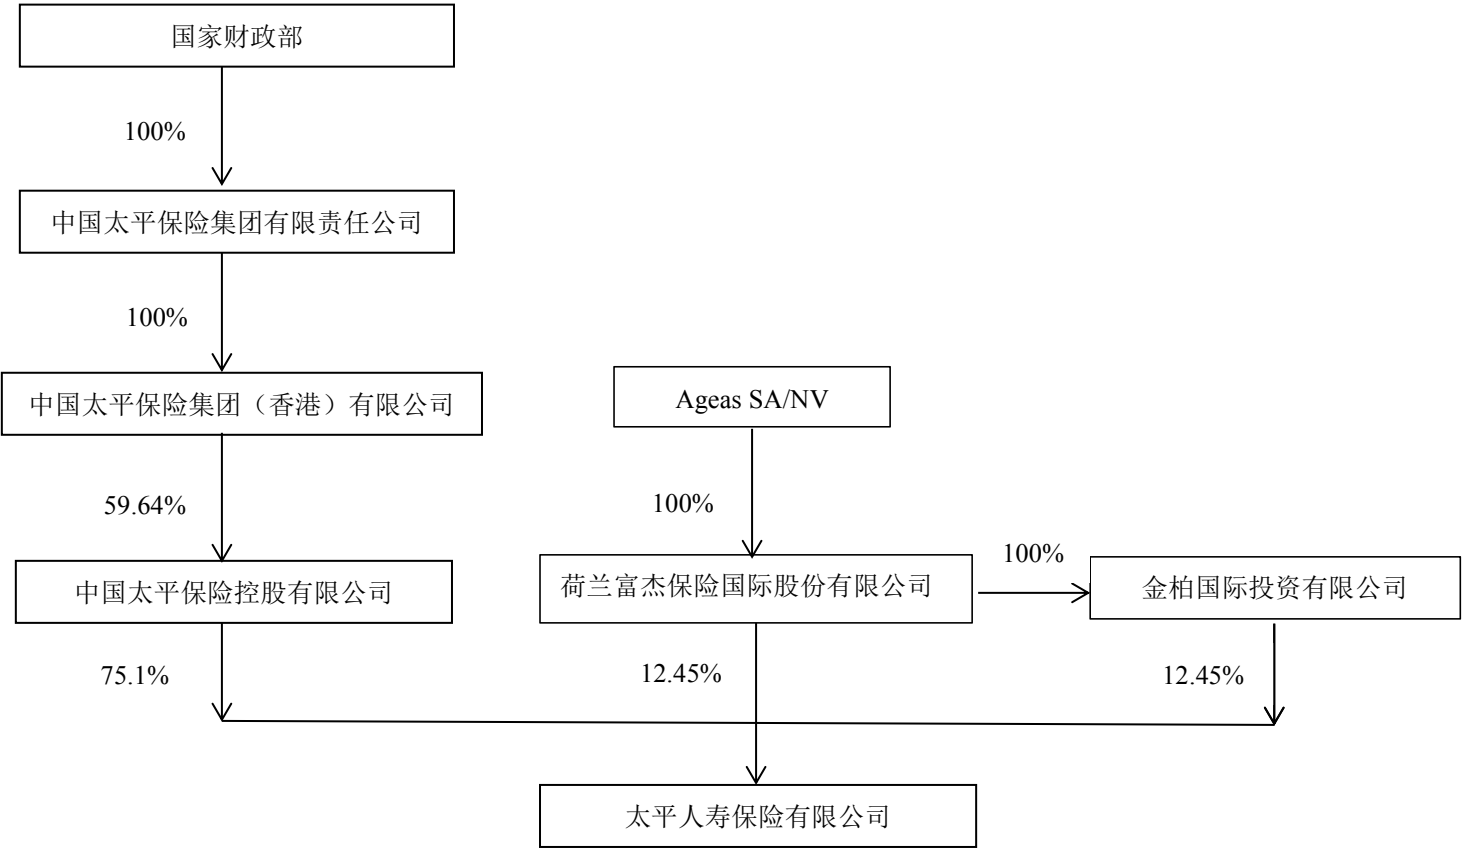 国家财政部
100%
中国太平保险集团有限责任公司
100%
中国太平保险集团（香港）有限公司
Ageas SA/NV
59.64%
100%
100%
中国太平保险控股有限公司
荷兰富杰保险国际股份有限公司
金柏国际投资有限公司
75.1%
12.45%
12.45%
太平人寿保险有限公司